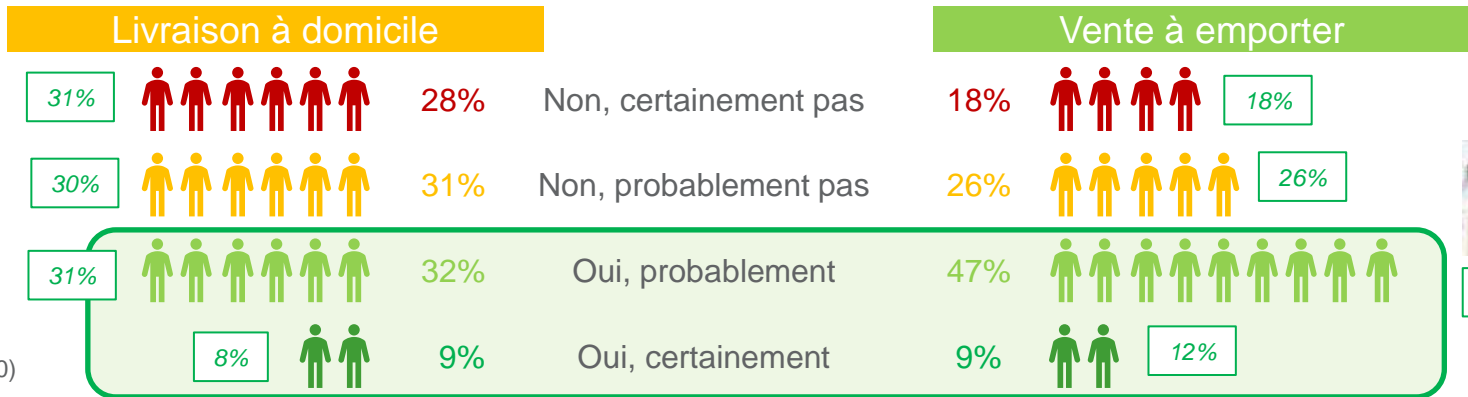 Livraison à domicile
Vente à emporter
31% 28% Non, certainement pas 18% 18%
30% 31% Non, probablement pas 26% 26%
31% 32% Oui, probablement 47%
8% 9% Oui, certainement 9% 12%
0)